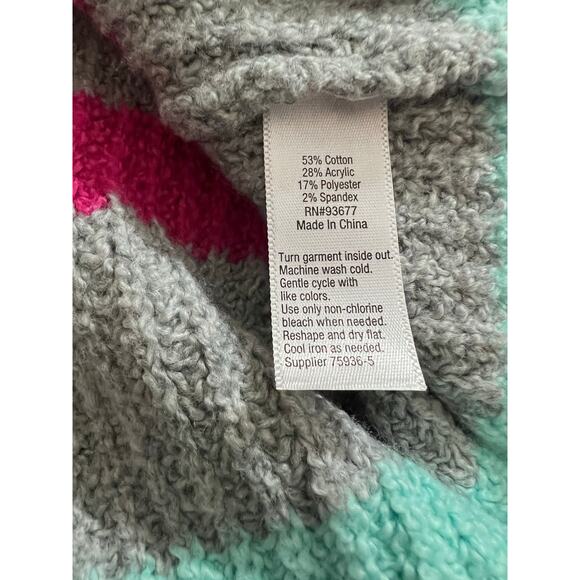 53% Cotton
28% Acrylic
17% Polyester
2% Spandex
RN#93677
Made In China
Turn garment inside out.
Machine wash cold.
Gentle cycle with
like colors.
Use only non-chlorine
bleach when needed.
Reshape and dry flat.
Cool iron as needed.
Supplier 75936-5